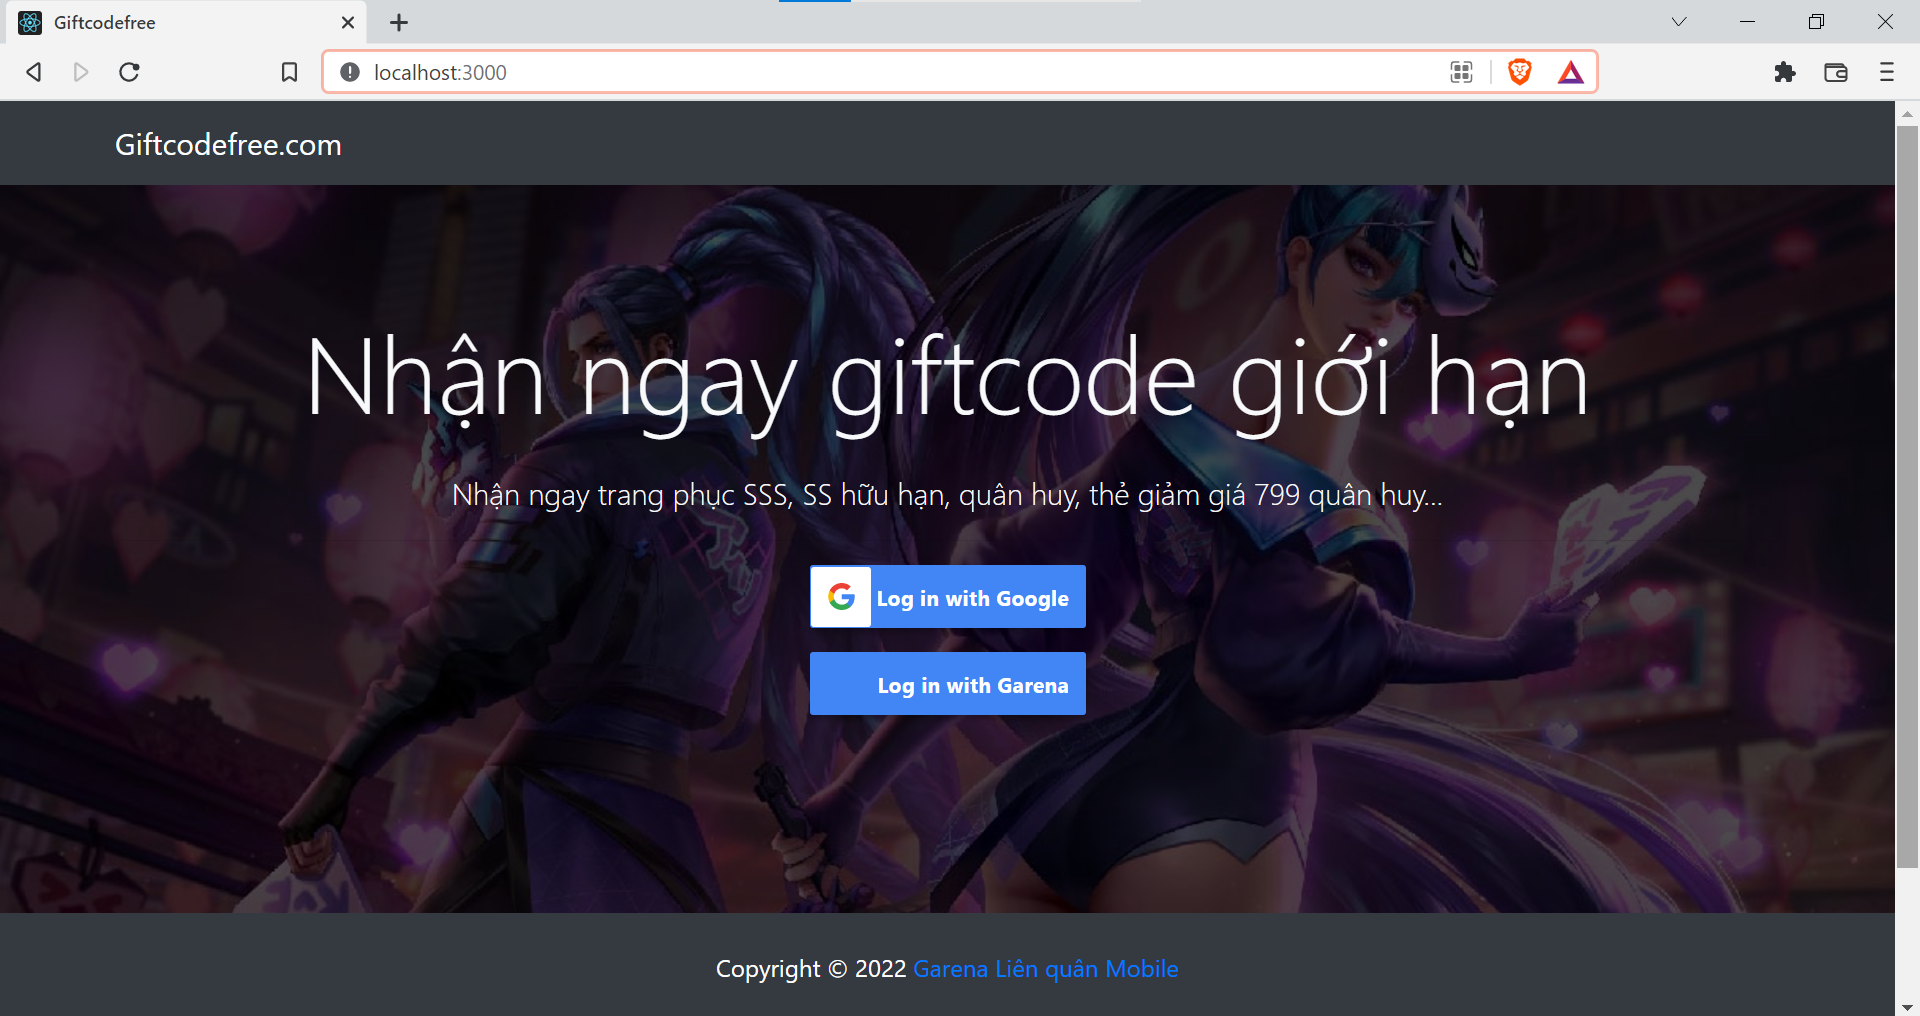 Giftcodefree
localhost:3000
Giftcodefree.com
Nhận ngay giftcode giới hạn
Nhận ngay trang phục SSS, SS hữu hạn, quân huy, thẻ giảm giá 799 quân huy...
Log in with Google
Log in with Garena
Copyright © 2022 Garena Liên quân Mobile